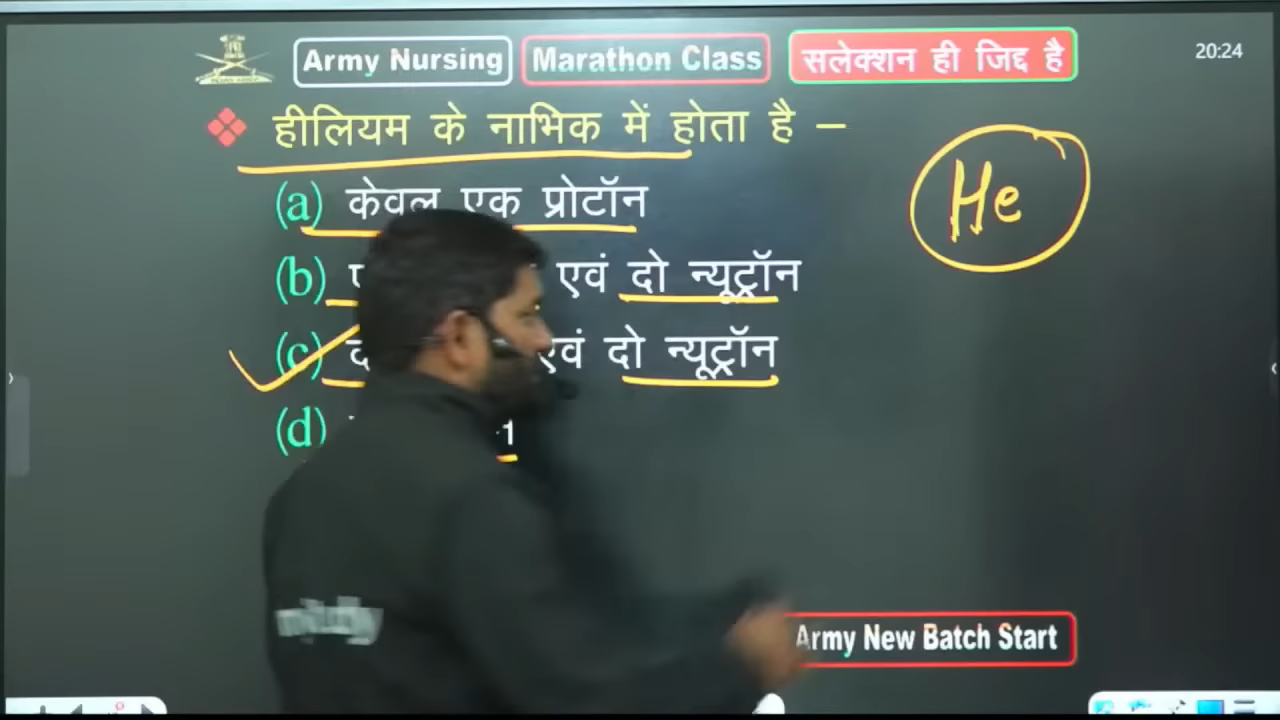 Army Nursing Marathon Class सलेक्शन ही जिद्द है 20:24
हीलियम के नाभिक में होता है –
He
(a) केवल एक प्रोटॉन
(b) एवं दो न्यूट्रॉन
(c) एवं दो न्यूट्रॉन
(d)
Army New Batch Start